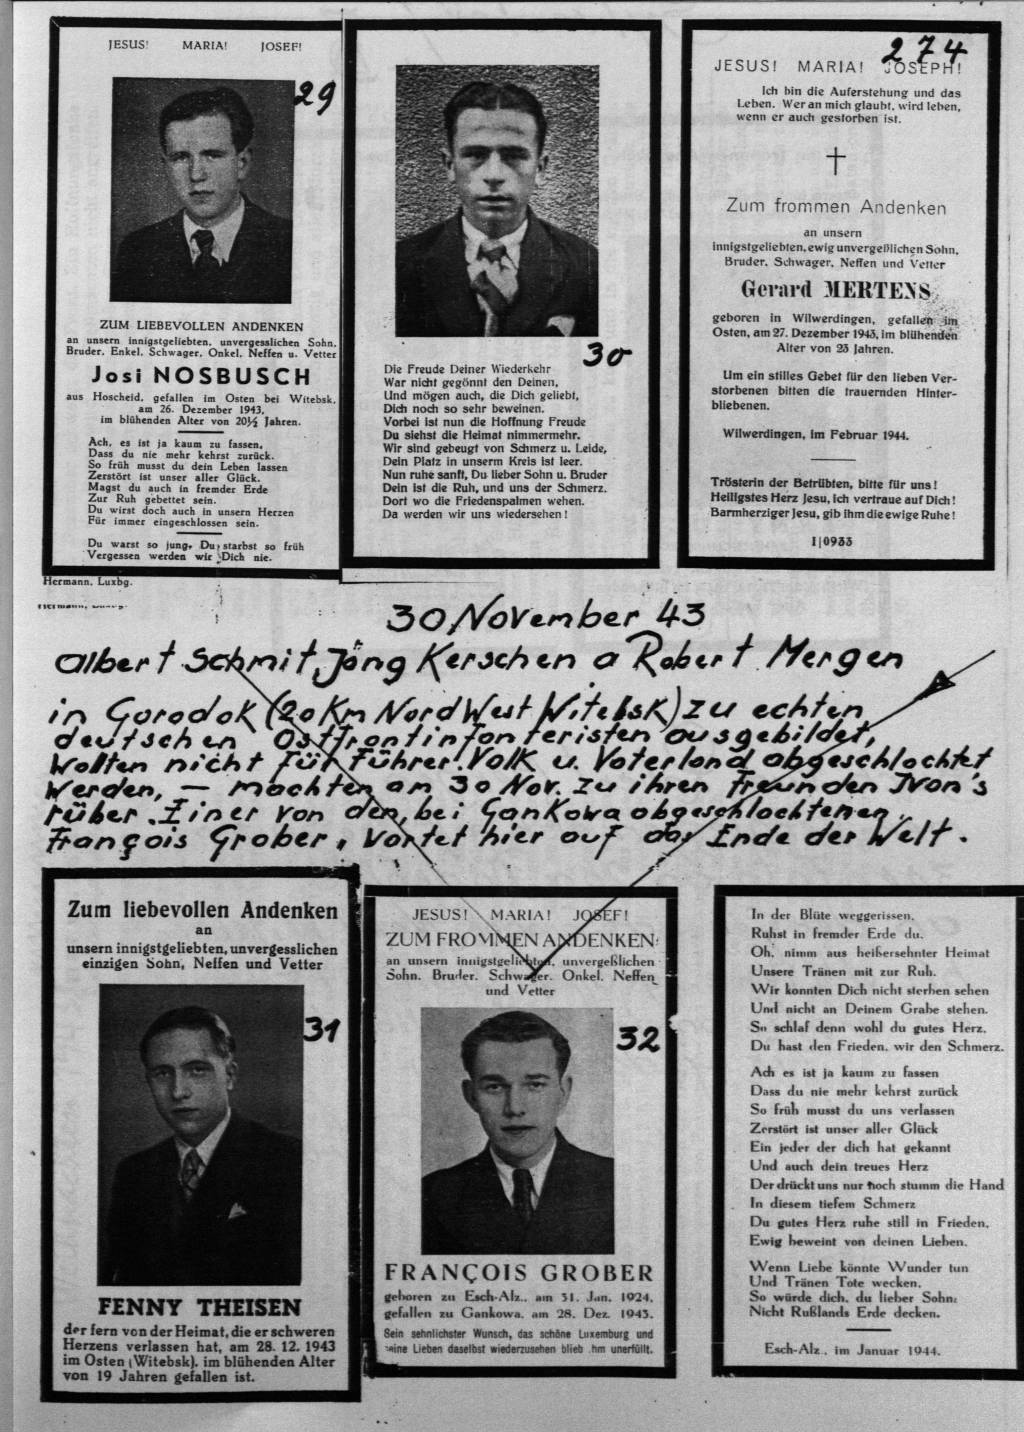 JESUS! MARIA! JOSEF!
29
ZUM LIEBEVOLLEN ANDENKEN
an unsern innigstgeliebten, unvergesslichen Sohn,
Bruder, Enkel, Schwager, Onkel, Neffen u. Vetter
Josi NOSBUSCH
aus Hoscheid, gefallen im Osten bei Witebsk,
am 26. Dezember 1943,
im blühenden Alter von 20½ Jahren.
Ach, es ist ja kaum zu fassen,
Dass du nie mehr kehrst zurück.
So früh musst du dein Leben lassen
Zerstört ist unser aller Glück.
Magst du auch in fremder Erde
Zur Ruh gebettet sein.
Du wirst doch auch in unsern Herzen
Für immer eingeschlossen sein.
Du warst so jung, Du starbst so früh
Vergessen werden wir Dich nie.
Hermann, Luxbg.
30
Die Freude Deiner Wiederkehr
War nicht gegönnt den Deinen,
Und mögen auch, die Dich geliebt,
Dich noch so sehr beweinen.
Vorbei ist nun die Hoffnung Freude
Du siehst die Heimat nimmermehr.
Wir sind gebeugt von Schmerz u. Leide,
Dein Platz in unserm Kreis ist leer.
Nun ruhe sanft, Du lieber Sohn u. Bruder
Dein ist die Ruh, und uns der Schmerz.
Dort wo die Friedenspalmen wehen.
Da werden wir uns wiedersehen!
274
JESUS! MARIA! JOSEPH!
Ich bin die Auferstehung und das
Leben. Wer an mich glaubt, wird leben,
wenn er auch gestorben ist.
Zum frommen Andenken
an unsern
innigstgeliebten, ewig unvergeßlichen Sohn,
Bruder, Schwager, Neffen und Vetter
Gerard MERTENS
geboren in Wilwerdingen, gefallen im
Osten, am 27. Dezember 1943, im blühenden
Alter von 23 Jahren.
Um ein stilles Gebet für den lieben Ver-
storbenen bitten die trauernden Hinter-
bliebenen.
Wilwerdingen, im Februar 1944.
Trösterin der Betrübten, bitte für uns!
Heiligstes Herz Jesu, ich vertraue auf Dich!
Barmherziger Jesu, gib ihm die ewige Ruhe!
I|0933
30 November 43
Albert Schmit, Jäng Kerschen a Robert Mergen
in Gorodok (20 Km NordWest Witebsk) zu echten
deutschen Ostfrontinfanteristen ausgebildet,
wollten nicht für Führer, Volk u. Vaterland abgeschlachtet
werden, — machten am 30 Nov. zu ihren Freunden Ivan's
rüber. Einer von den, bei Gankowa abgeschlachtenen,
François Grober, wartet hier auf das Ende der Welt.
Zum liebevollen Andenken
an
unsern innigstgeliebten, unvergesslichen
einzigen Sohn, Neffen und Vetter
31
FENNY THEISEN
der fern von der Heimat, die er schweren
Herzens verlassen hat, am 28. 12. 1943
im Osten (Witebsk), im blühenden Alter
von 19 Jahren gefallen ist.
JESUS! MARIA! JOSEF!
ZUM FROMMEN ANDENKEN
an unsern innigstgeliebten, unvergeßlichen
Sohn, Bruder, Schwager, Onkel, Neffen
und Vetter
32
FRANÇOIS GROBER
geboren zu Esch-Alz., am 31. Jan. 1924,
gefallen zu Gankowa, am 28. Dez. 1943.
Sein sehnlichster Wunsch, das schöne Luxemburg und
seine Lieben daselbst wiederzusehen blieb ihm unerfüllt.
In der Blüte weggerissen,
Ruhst in fremder Erde du.
Oh, nimm aus heißersehnter Heimat
Unsere Tränen mit zur Ruh.
Wir konnten Dich nicht sterben sehen
Und nicht an Deinem Grabe stehen.
So schlaf denn wohl du gutes Herz,
Du hast den Frieden, wir den Schmerz.
Ach es ist ja kaum zu fassen
Dass du nie mehr kehrst zurück
So früh musst du uns verlassen
Zerstört ist unser aller Glück
Ein jeder der dich hat gekannt
Und auch dein treues Herz
Der drückt uns nur noch stumm die Hand
In diesem tiefem Schmerz
Du gutes Herz ruhe still in Frieden,
Ewig beweint von deinen Lieben.
Wenn Liebe könnte Wunder tun
Und Tränen Tote wecken,
So würde dich, du lieber Sohn
Nicht Rußlands Erde decken.
Esch-Alz., im Januar 1944.